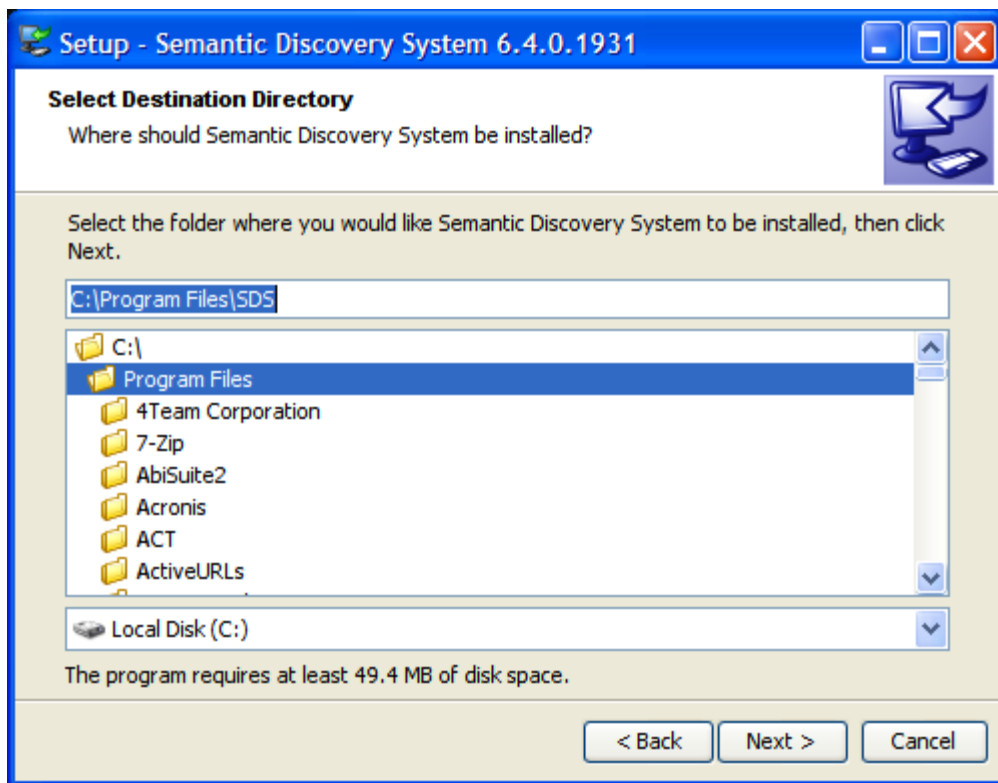 Setup - Semantic Discovery System 6.4.0.1931
Select Destination Directory
Where should Semantic Discovery System be installed?
Select the folder where you would like Semantic Discovery System to be installed, then click
Next.
C:\Program Files\SDS
C:\
Program Files
4Team Corporation
7-Zip
AbiSuite2
Acronis
ACT
ActiveURLs
Local Disk (C:)
The program requires at least 49.4 MB of disk space.
< Back Next > Cancel